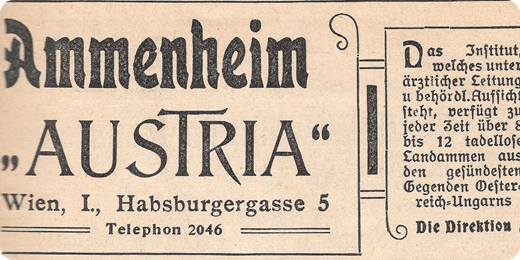 Ammenheim
„AUSTRIA“
Wien, I., Habsburgergasse 5
Telephon 2046
Das Institut,
welches unter
ärztlicher Leitung
u behördl. Aufsicht
steht, verfügt zu
jeder Zeit über 8
bis 12 tadellose
Landammen aus
den gesündesten
Gegenden Oester-
reich-Ungarns
Die Direktion